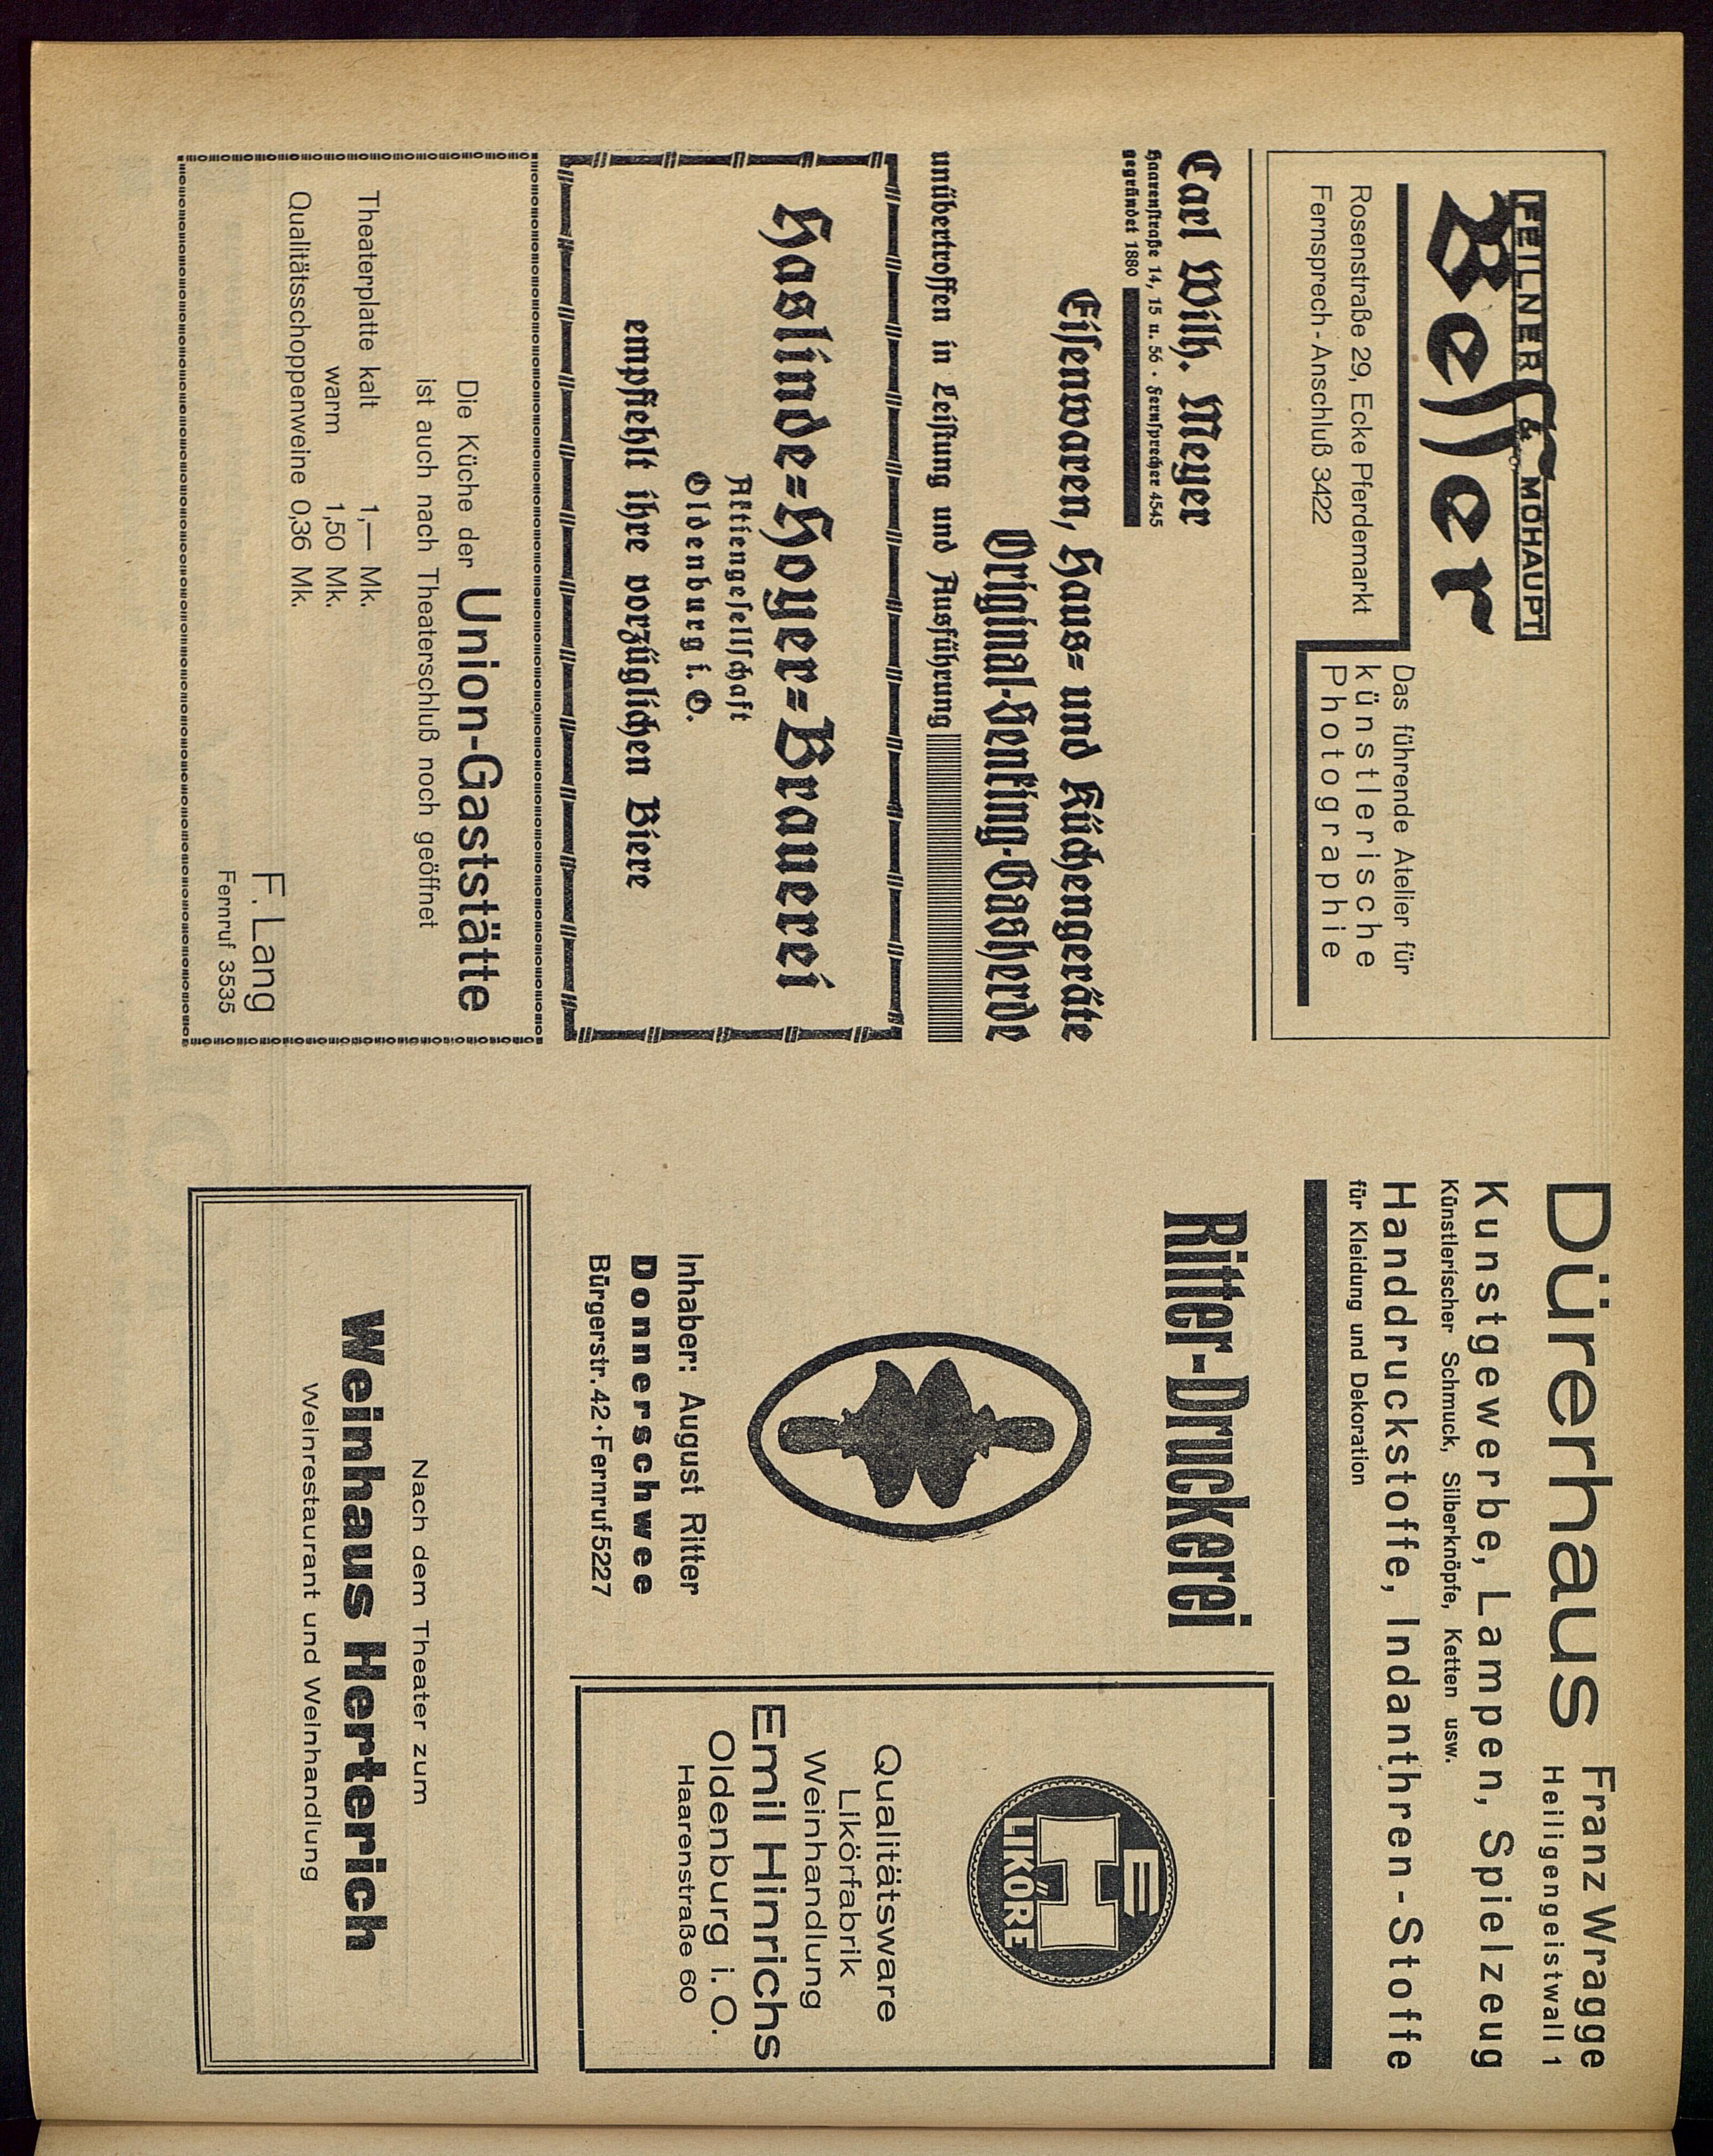 FEILNER & MOHAUPT
Besser
Rosenstraße 29, Ecke Pferdemarkt
Fernsprech-Anschluß 3422
Das führende Atelier für
künstlerische
Photographie
Carl Wilh. Meyer
Haarenstraße 14, 15 u. 56 · Fernsprecher 4545
gegründet 1880
Eisenwaren, Haus- und Küchengeräte
Original-Senking-Gasherde
unübertroffen in Leistung und Ausführung
Haslinde-Hoyer-Brauerei
Aktiengesellschaft
Oldenburg i. O.
empfiehlt ihre vorzüglichen Biere
Die Küche der Union-Gaststätte
ist auch nach Theaterschluß noch geöffnet
Theaterplatte kalt 1,— Mk.
warm 1,50 Mk.
Qualitätsschoppenweine 0,36 Mk.
F. Lang
Fernruf 3535
Dürerhaus Franz Wragge
Heiligengeistwall 1
Kunstgewerbe, Lampen, Spielzeug
Künstlerischer Schmuck, Silberknöpfe, Ketten usw.
Handdruckstoffe, Indanthren-Stoffe
für Kleidung und Dekoration
Ritter-Druckerei
Inhaber: August Ritter
Donnerschwee
Bürgerstr. 42 · Fernruf 5227
E H
LIKÖRE
Qualitätsware
Likörfabrik
Weinhandlung
Emil Hinrichs
Oldenburg i. O.
Haarenstraße 60
Nach dem Theater zum
Weinhaus Herterich
Weinrestaurant und Weinhandlung